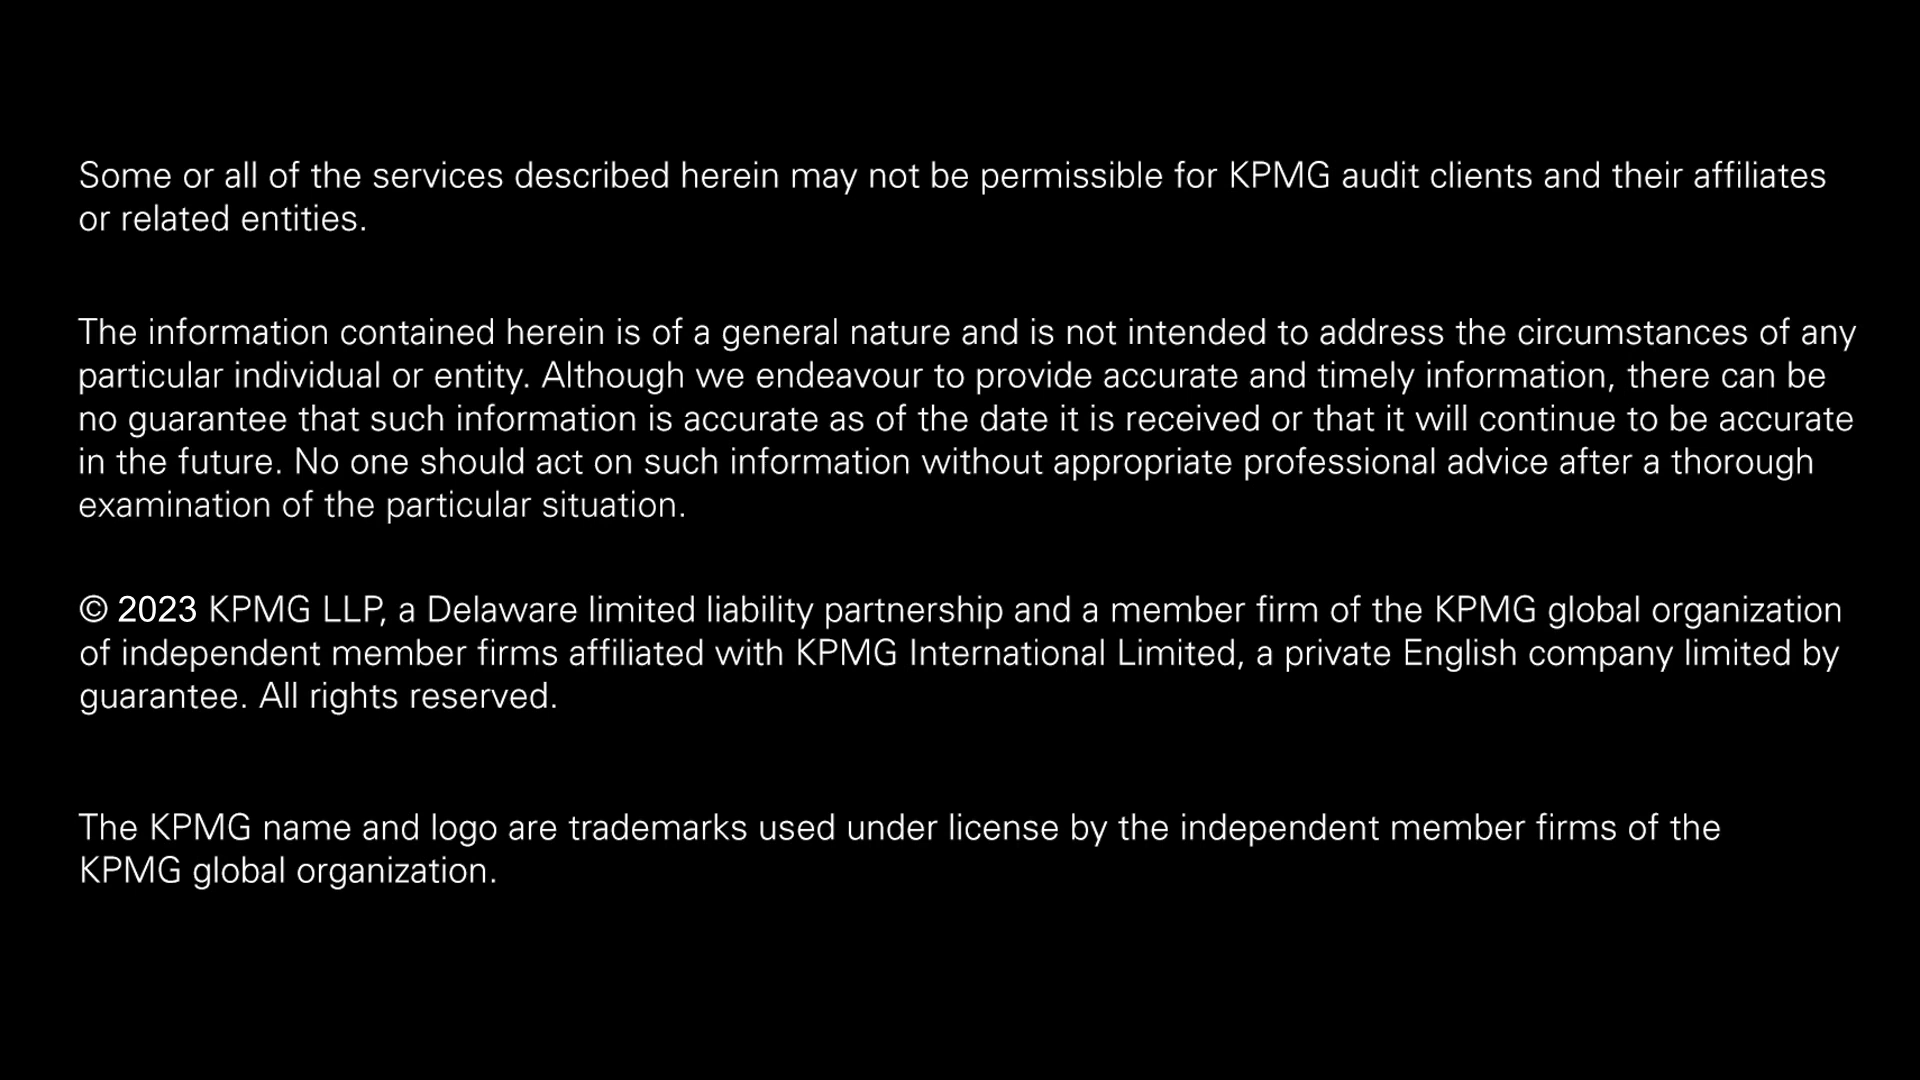 Some or all of the services described herein may not be permissible for KPMG audit clients and their affiliates
or related entities.
The information contained herein is of a general nature and is not intended to address the circumstances of any
particular individual or entity. Although we endeavour to provide accurate and timely information, there can be
no guarantee that such information is accurate as of the date it is received or that it will continue to be accurate
in the future. No one should act on such information without appropriate professional advice after a thorough
examination of the particular situation.
© 2023 KPMG LLP, a Delaware limited liability partnership and a member firm of the KPMG global organization
of independent member firms affiliated with KPMG International Limited, a private English company limited by
guarantee. All rights reserved.
The KPMG name and logo are trademarks used under license by the independent member firms of the
KPMG global organization.